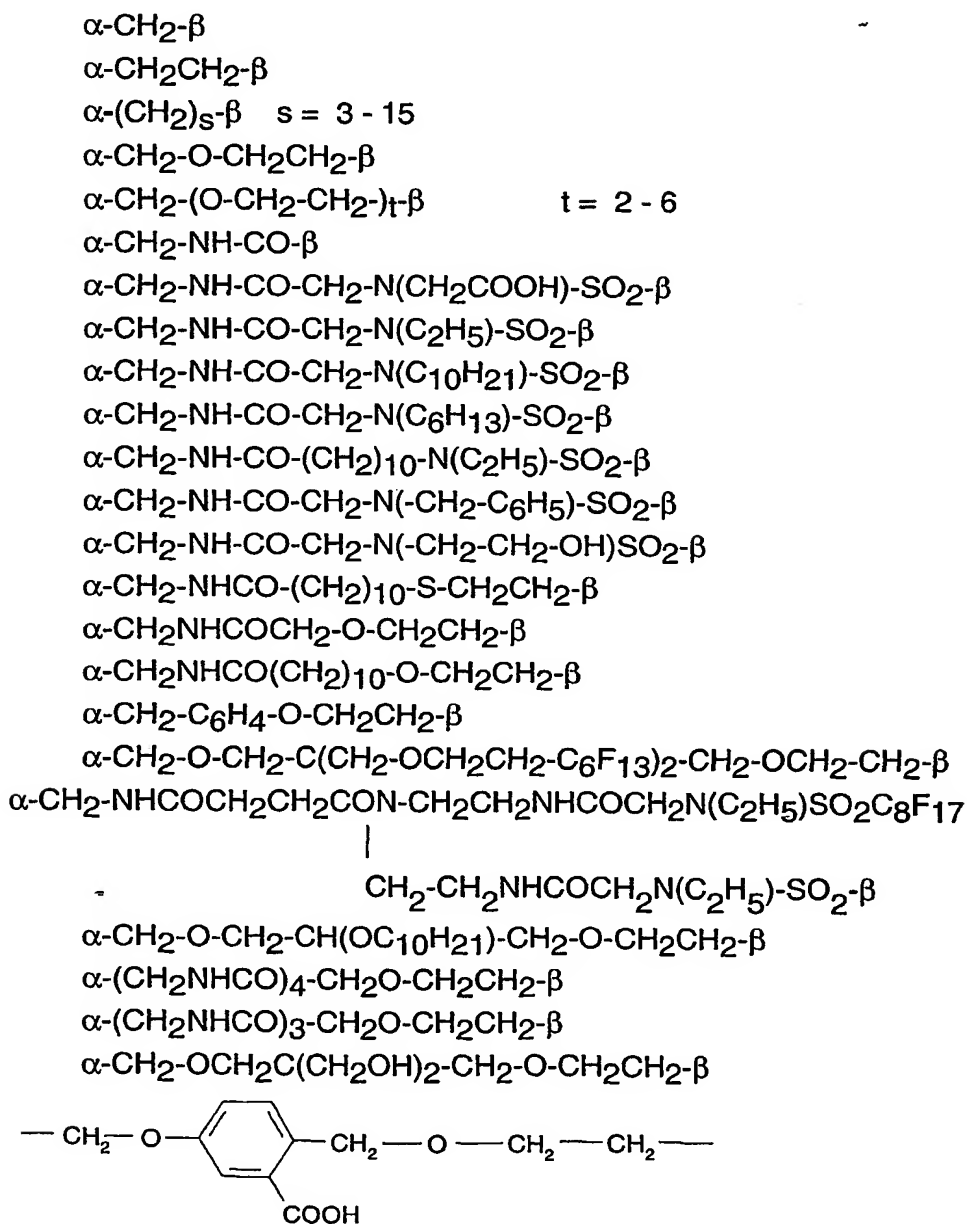 α-CH2-β
α-CH2CH2-β
α-(CH2)s-β s = 3 - 15
α-CH2-O-CH2CH2-β
α-CH2-(O-CH2-CH2-)t-β t = 2 - 6
α-CH2-NH-CO-β
α-CH2-NH-CO-CH2-N(CH2COOH)-SO2-β
α-CH2-NH-CO-CH2-N(C2H5)-SO2-β
α-CH2-NH-CO-CH2-N(C10H21)-SO2-β
α-CH2-NH-CO-CH2-N(C6H13)-SO2-β
α-CH2-NH-CO-(CH2)10-N(C2H5)-SO2-β
α-CH2-NH-CO-CH2-N(-CH2-C6H5)-SO2-β
α-CH2-NH-CO-CH2-N(-CH2-CH2-OH)SO2-β
α-CH2-NHCO-(CH2)10-S-CH2CH2-β
α-CH2NHCOCH2-O-CH2CH2-β
α-CH2NHCO(CH2)10-O-CH2CH2-β
α-CH2-C6H4-O-CH2CH2-β
α-CH2-O-CH2-C(CH2-OCH2CH2-C6F13)2-CH2-OCH2-CH2-β
α-CH2-NHCOCH2CH2CON-CH2CH2NHCOCH2N(C2H5)SO2C8F17
|
CH2-CH2NHCOCH2N(C2H5)-SO2-β
α-CH2-O-CH2-CH(OC10H21)-CH2-O-CH2CH2-β
α-(CH2NHCO)4-CH2O-CH2CH2-β
α-(CH2NHCO)3-CH2O-CH2CH2-β
α-CH2-OCH2C(CH2OH)2-CH2-O-CH2CH2-β
— CH2 — O — CH2 — O — CH2 — CH2 —
COOH